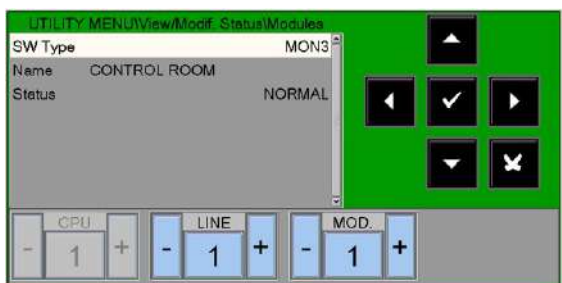 UTILITY MENU\View/Modif. Status\Modules
SW Type MON3
Name CONTROL ROOM
Status NORMAL
CPU LINE MOD.
- 1 + - 1 + - 1 +